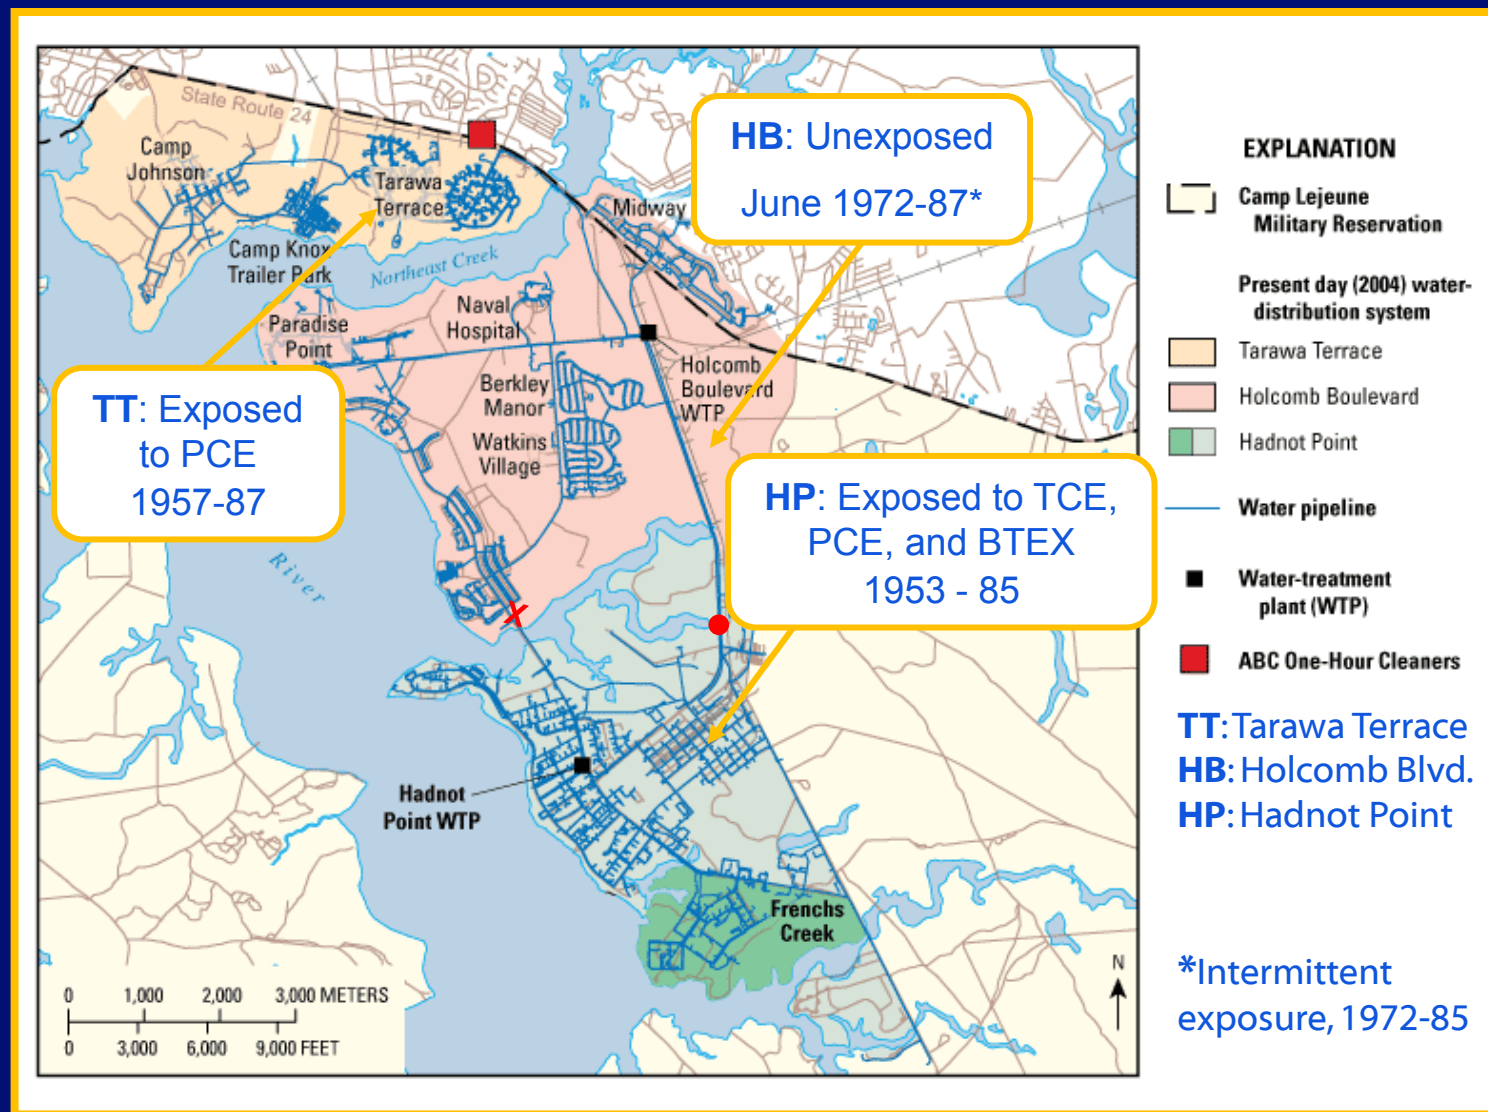 State Route 24
Camp
Johnson
Tarawa
Terrace
Camp Knox
Trailer Park
Northeast Creek
Midway
HB: Unexposed
June 1972-87*
Paradise
Point
Naval
Hospital
Holcomb
Boulevard
WTP
Berkley
Manor
Watkins
Village
TT: Exposed
to PCE
1957-87
HP: Exposed to TCE,
PCE, and BTEX
1953 - 85
River
X
Hadnot
Point WTP
Frenchs
Creek
N
0 1,000 2,000 3,000 METERS
0 3,000 6,000 9,000 FEET
EXPLANATION
Camp Lejeune
Military Reservation
Present day (2004) water-
distribution system
Tarawa Terrace
Holcomb Boulevard
Hadnot Point
Water pipeline
Water-treatment
plant (WTP)
ABC One-Hour Cleaners
TT: Tarawa Terrace
HB: Holcomb Blvd.
HP: Hadnot Point
*Intermittent
exposure, 1972-85